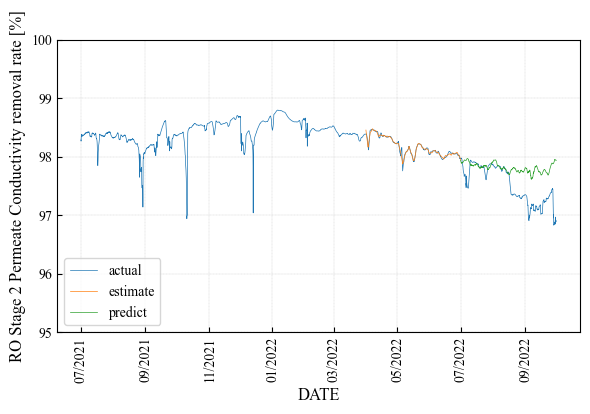 RO Stage 2 Permeate Conductivity removal rate [%]
100
99
98
97
96
95
actual
estimate
predict
07/2021
09/2021
11/2021
01/2022
03/2022
05/2022
07/2022
09/2022
DATE